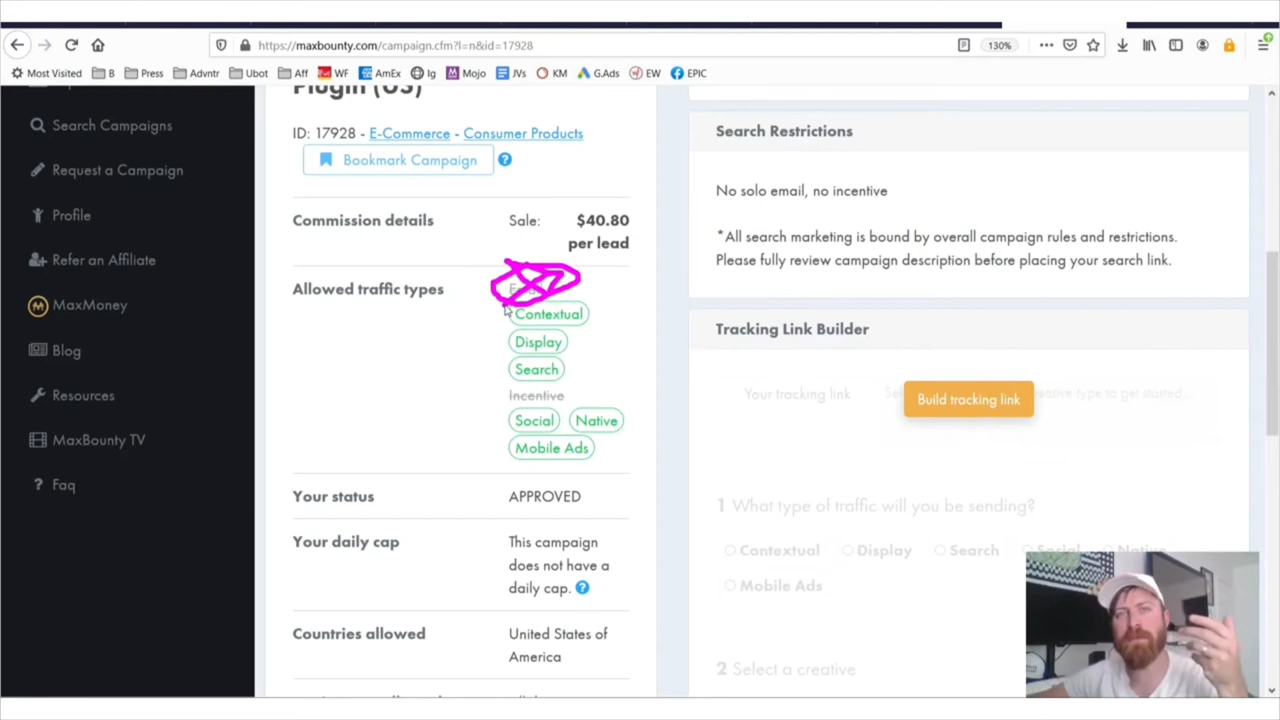 https://maxbounty.com/campaign.cfm?l=n&id=17928
130%
Most Visited B Press Advntr Ubot Aff WF AmEx Ig Mojo JVs KM G.Ads EW EPIC
Plugin (US)
Search Campaigns
Request a Campaign
Profile
Refer an Affiliate
MaxMoney
Blog
Resources
MaxBounty TV
? Faq
ID: 17928 - E-Commerce - Consumer Products
Bookmark Campaign ?
Commission details Sale: $40.80
per lead
Allowed traffic types
Contextual
Display
Search
Incentive
Social Native
Mobile Ads
Your status APPROVED
Your daily cap This campaign
does not have a
daily cap. ?
Countries allowed United States of
America
Search Restrictions
No solo email, no incentive
*All search marketing is bound by overall campaign rules and restrictions.
Please fully review campaign description before placing your search link.
Tracking Link Builder
Your tracking link Build tracking link creative type to get started...
1 What type of traffic will you be sending?
Contextual Display Search Social Native
Mobile Ads
2 Select a creative